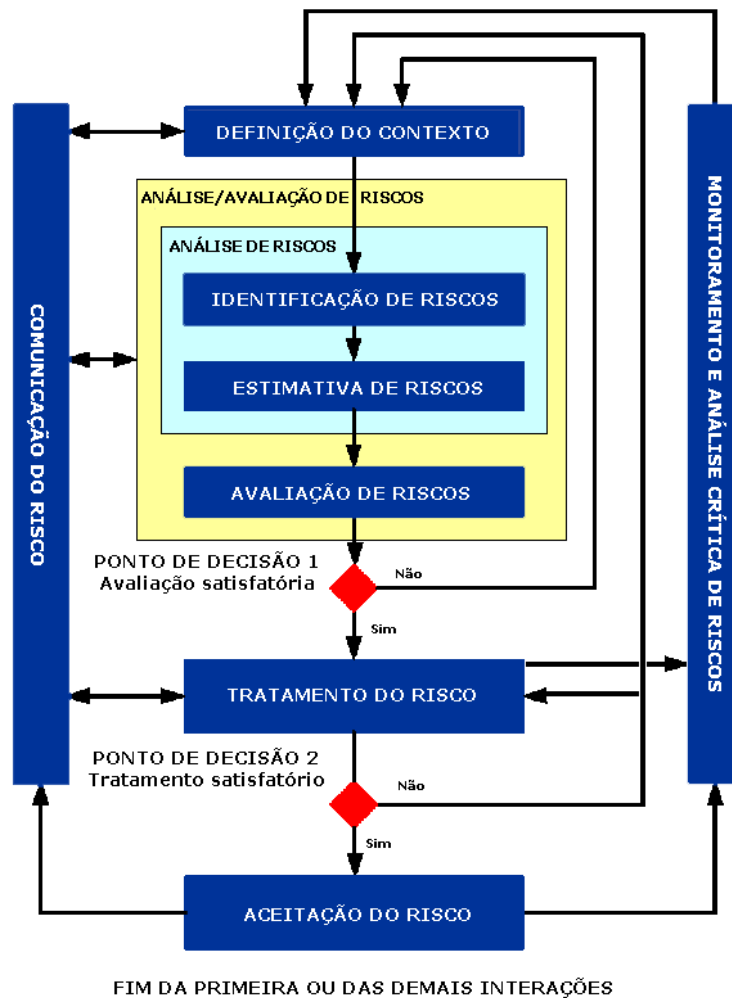 DEFINIÇÃO DO CONTEXTO
ANÁLISE/AVALIAÇÃO DE RISCOS
ANÁLISE DE RISCOS
IDENTIFICAÇÃO DE RISCOS
ESTIMATIVA DE RISCOS
AVALIAÇÃO DE RISCOS
COMUNICAÇÃO DO RISCO
MONITORAMENTO E ANÁLISE CRÍTICA DE RISCOS
PONTO DE DECISÃO 1
Avaliação satisfatória
Não
Sim
TRATAMENTO DO RISCO
PONTO DE DECISÃO 2
Tratamento satisfatório
Não
Sim
ACEITAÇÃO DO RISCO
FIM DA PRIMEIRA OU DAS DEMAIS INTERAÇÕES